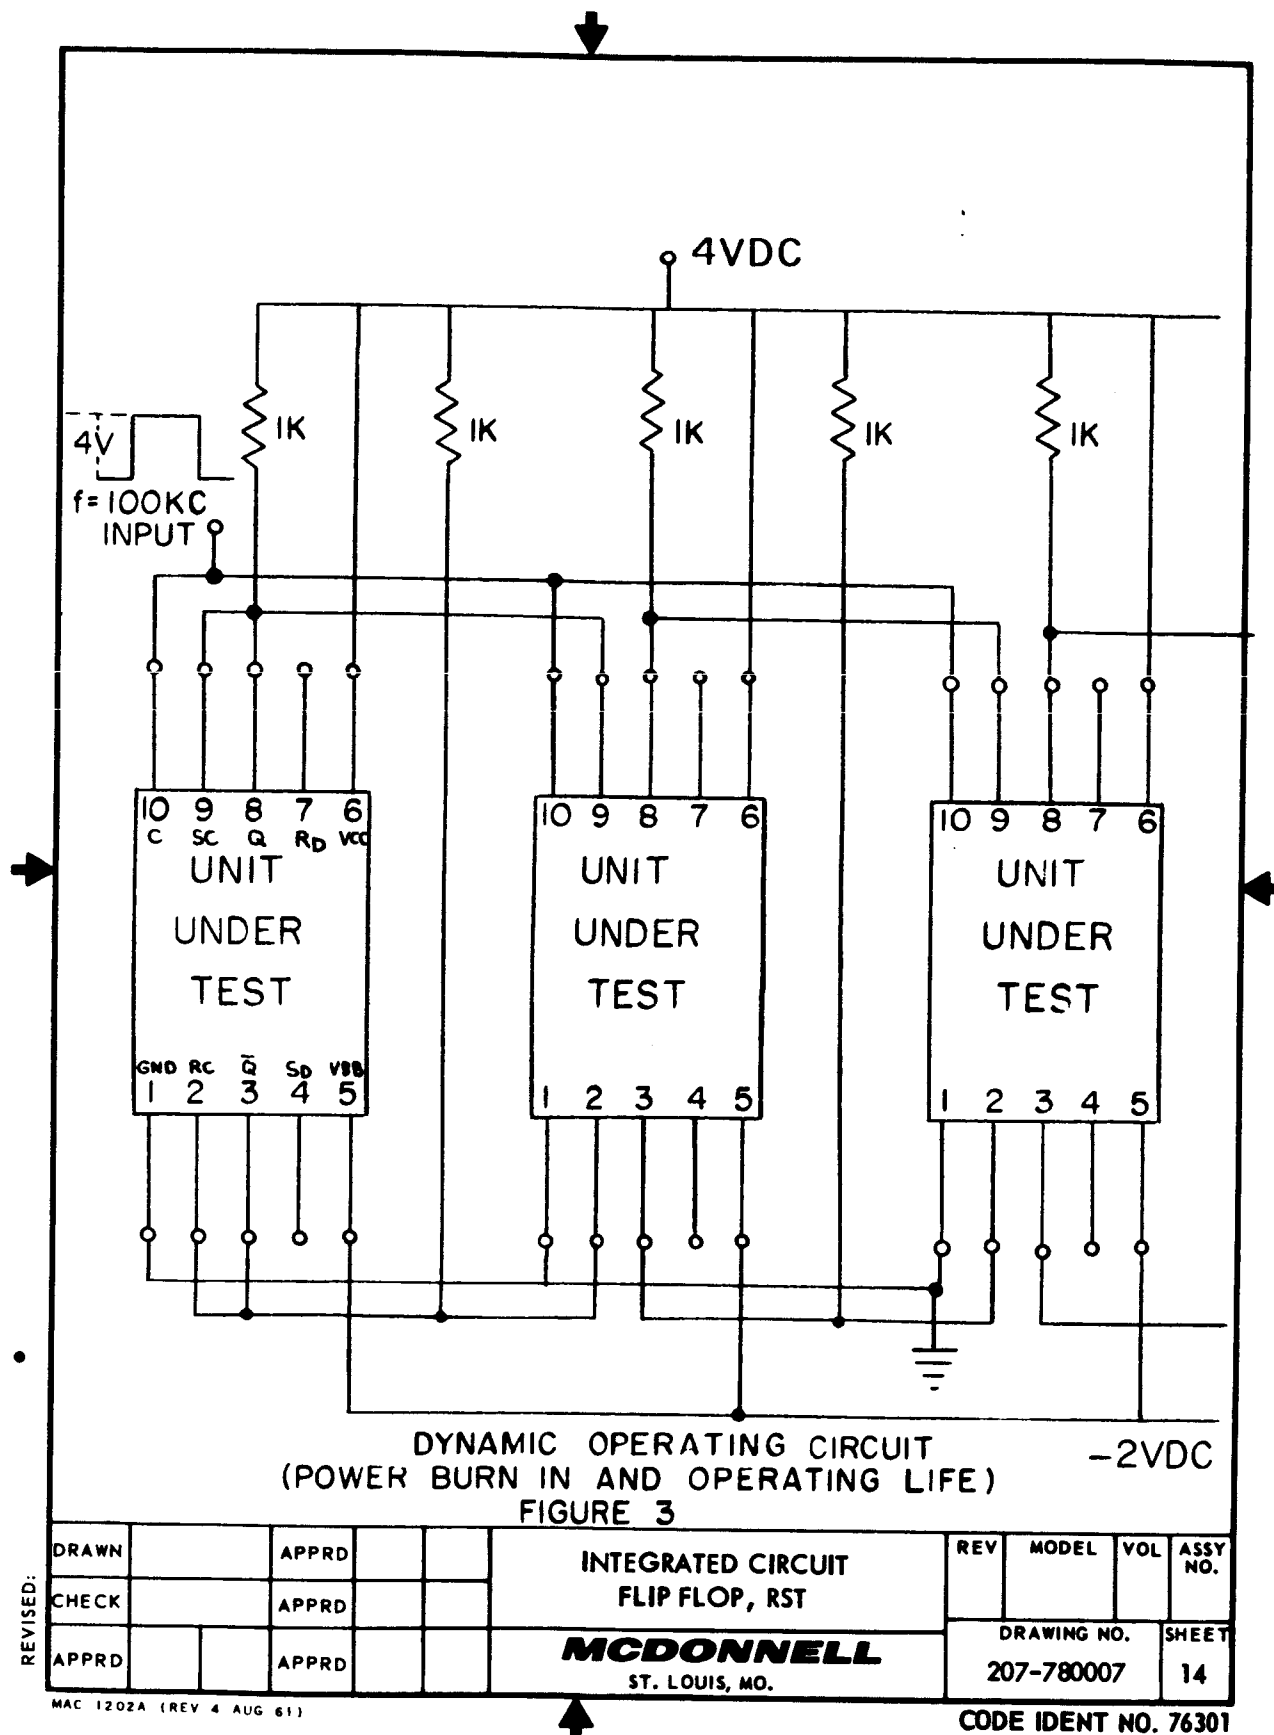 4VDC
1K 1K 1K 1K 1K
4V
f=100KC
INPUT
10 9 8 7 6
C SC Q RD VCC
UNIT
UNDER
TEST
GND RC Q̅ SD VBB
1 2 3 4 5
10 9 8 7 6
UNIT
UNDER
TEST
1 2 3 4 5
10 9 8 7 6
UNIT
UNDER
TEST
1 2 3 4 5
-2VDC
DYNAMIC OPERATING CIRCUIT
(POWER BURN IN AND OPERATING LIFE)
FIGURE 3
REVISED:
DRAWN APPRD
CHECK APPRD
APPRD APPRD
INTEGRATED CIRCUIT
FLIP FLOP, RST
MCDONNELL
ST. LOUIS, MO.
REV MODEL VOL ASSY NO.
DRAWING NO. SHEET
207-780007 14
MAC 1202A (REV 4 AUG 61)
CODE IDENT NO. 76301